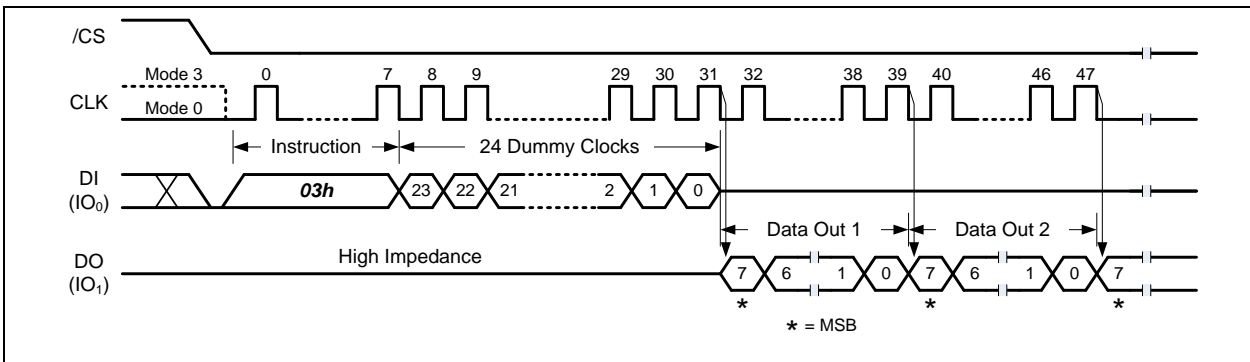 /CS
Mode 3 0 7 8 9 29 30 31 32 38 39 40 46 47
CLK
Mode 0
Instruction 24 Dummy Clocks
DI
(IO0)
03h 23 22 21 2 1 0
Data Out 1 Data Out 2
High Impedance
DO
(IO1)
7 6 1 0 7 6 1 0 7
* * *
* = MSB